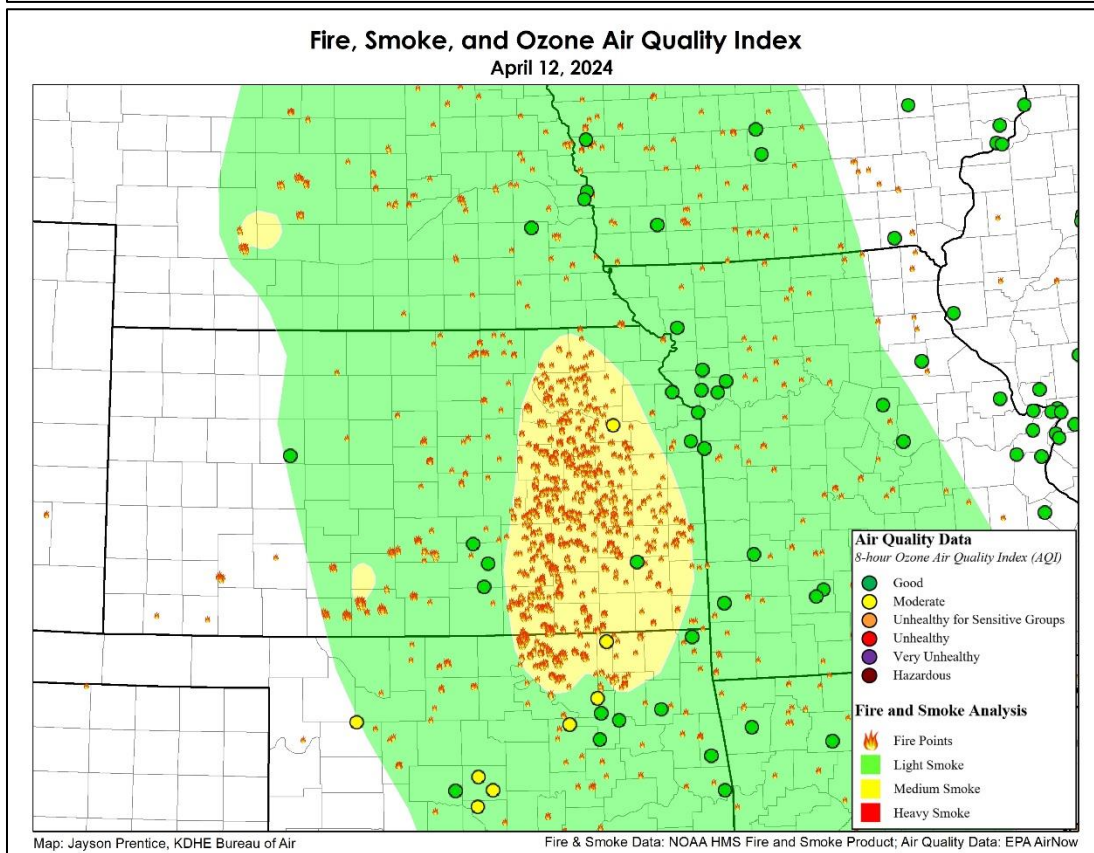 Fire, Smoke, and Ozone Air Quality Index
April 12, 2024
Air Quality Data
8-hour Ozone Air Quality Index (AQI)
Good
Moderate
Unhealthy for Sensitive Groups
Unhealthy
Very Unhealthy
Hazardous
Fire and Smoke Analysis
Fire Points
Light Smoke
Medium Smoke
Heavy Smoke
Map: Jayson Prentice, KDHE Bureau of Air
Fire & Smoke Data: NOAA HMS Fire and Smoke Product; Air Quality Data: EPA AirNow